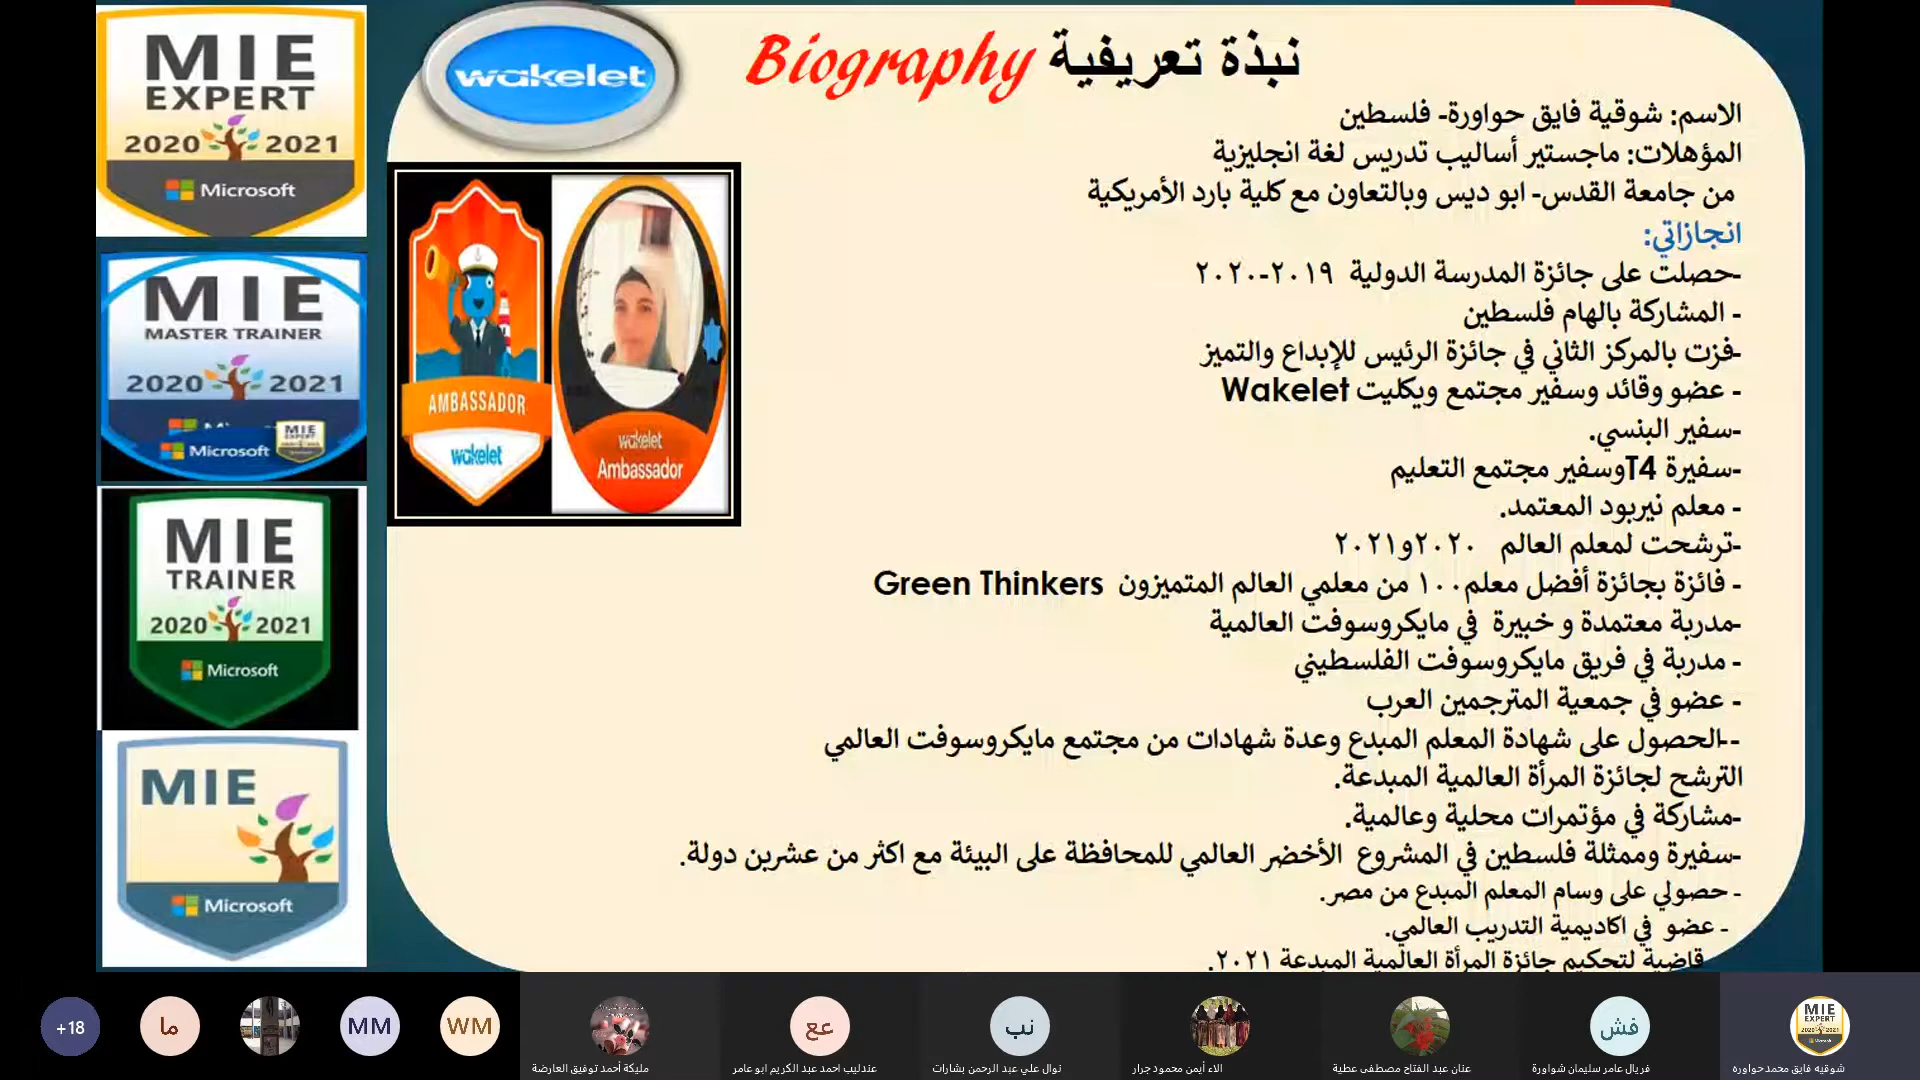 نبذة تعريفية Biography
الاسم: شوقية فايق حواورة- فلسطين
المؤهلات: ماجستير أساليب تدريس لغة انجليزية
من جامعة القدس- ابو ديس وبالتعاون مع كلية بارد الأمريكية
انجازاتي:
-حصلت على جائزة المدرسة الدولية ٢٠١٩-٢٠٢٠
- المشاركة بالهام فلسطين
-فزت بالمركز الثاني في جائزة الرئيس للإبداع والتميز
- عضو وقائد وسفير مجتمع ويكليت Wakelet
-سفير البنسي.
-سفيرة T4وسفير مجتمع التعليم
- معلم نيربود المعتمد.
-ترشحت لمعلم العالم ٢٠٢٠و٢٠٢١
- فائزة بجائزة أفضل معلم١٠٠ من معلمي العالم المتميزون Green Thinkers
-مدربة معتمدة و خبيرة في مايكروسوفت العالمية
- مدربة في فريق مايكروسوفت الفلسطيني
- عضو في جمعية المترجمين العرب
--الحصول على شهادة المعلم المبدع وعدة شهادات من مجتمع مايكروسوفت العالمي
الترشح لجائزة المرأة العالمية المبدعة.
-مشاركة في مؤتمرات محلية وعالمية.
-سفيرة وممثلة فلسطين في المشروع الأخضر العالمي للمحافظة على البيئة مع اكثر من عشرين دولة.
- حصولي على وسام المعلم المبدع من مصر.
- عضو في اكاديمية التدريب العالمي.
قاضية لتحكيم جائزة المرأة العالمية المبدعة ٢٠٢١.
wakelet
AMBASSADOR
wakelet
wakelet
Ambassador
MIE
EXPERT
2020 2021
Microsoft
MIE
MASTER TRAINER
2020 2021
Microsoft
MIE
EXPERT
MIE
TRAINER
2020 2021
Microsoft
MIE
Microsoft
+18
ما
MM
WM
مليكة أحمد توفيق العارضة
عع
عندليب احمد عبد الكريم ابو عامر
نب
نوال علي عبد الرحمن بشارات
الاء أيمن محمود جرار
عنان عبد الفتاح مصطفى عطية
فش
فريال عامر سليمان شواورة
MIE
EXPERT
شوقيه فايق محمدحواوره